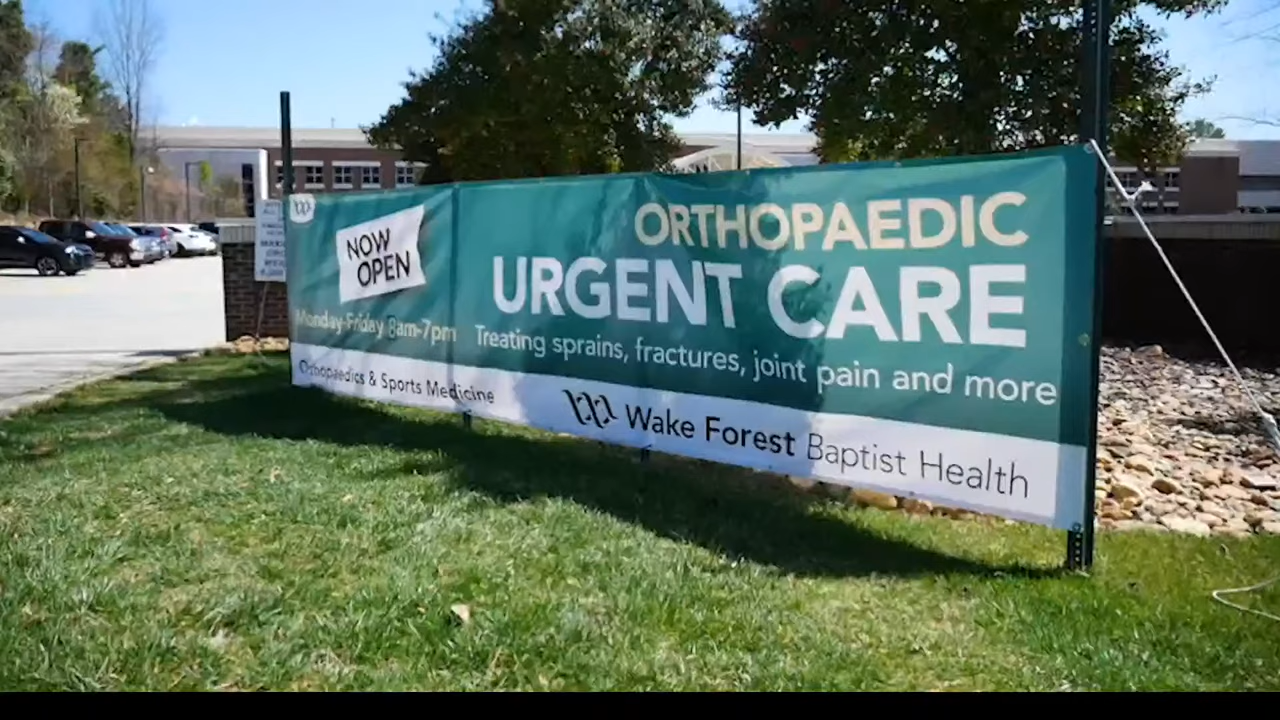 NOW
OPEN
Monday-Friday 8am-7pm
ORTHOPAEDIC
URGENT CARE
Treating sprains, fractures, joint pain and more
Orthopaedics & Sports Medicine
Wake Forest Baptist Health